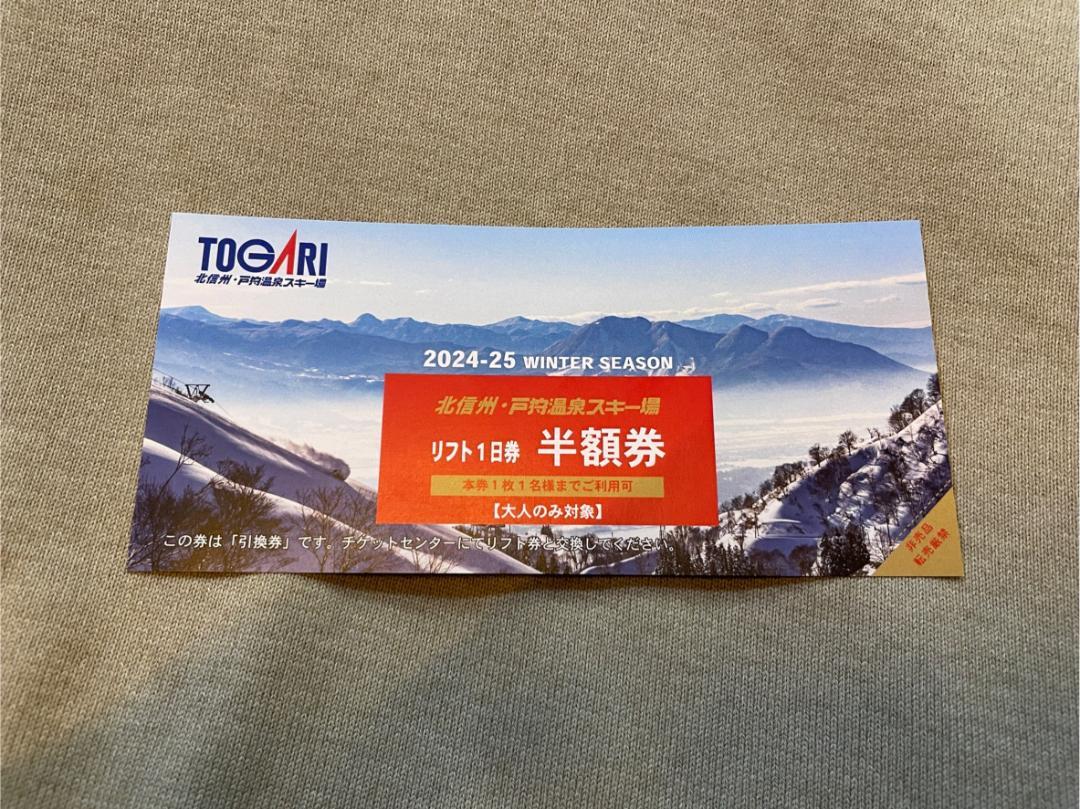 TOGARI
北信州・戸狩温泉スキー場
2024-25 WINTER SEASON
北信州・戸狩温泉スキー場
リフト1日券 半額券
本券1枚1名様までご利用可
【大人のみ対象】
この券は「引換券」です。チケットセンターにてリフト券と交換してください。
非売品
転売厳禁